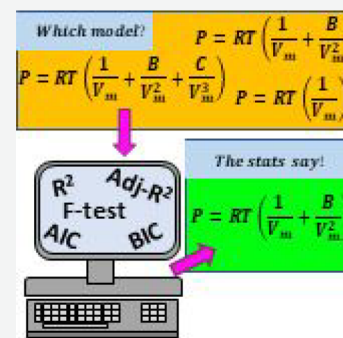 Which model?
P = RT(1/V_m + B/V_m^2
P = RT(1/V_m + B/V_m^2 + C/V_m^3)
P = RT(1/V_m)
R² Adj-R²
F-test
AIC BIC
The stats say!
P = RT(1/V_m + B/V_m^2